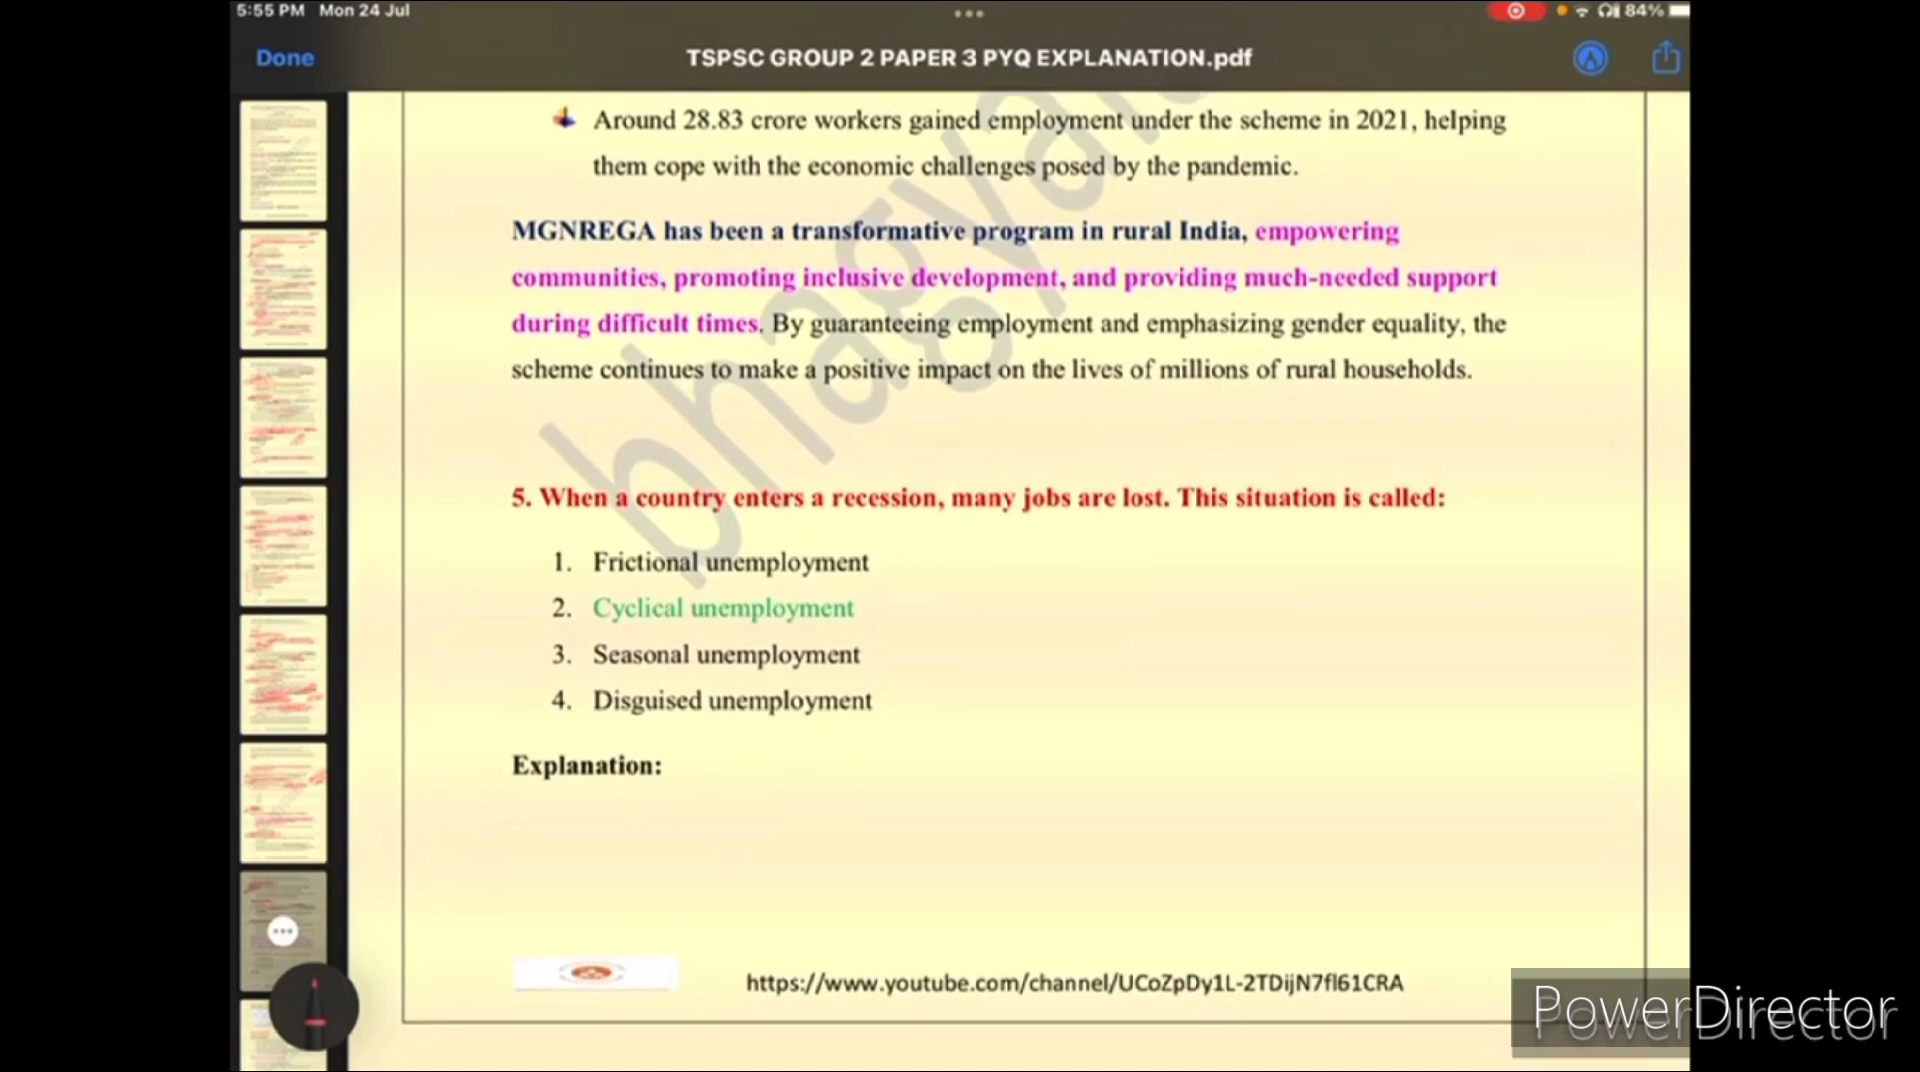 5:55 PM Mon 24 Jul
84%
Done
TSPSC GROUP 2 PAPER 3 PYQ EXPLANATION.pdf
Around 28.83 crore workers gained employment under the scheme in 2021, helping
them cope with the economic challenges posed by the pandemic.
MGNREGA has been a transformative program in rural India, empowering
communities, promoting inclusive development, and providing much-needed support
during difficult times. By guaranteeing employment and emphasizing gender equality, the
scheme continues to make a positive impact on the lives of millions of rural households.
5. When a country enters a recession, many jobs are lost. This situation is called:
1. Frictional unemployment
2. Cyclical unemployment
3. Seasonal unemployment
4. Disguised unemployment
Explanation:
https://www.youtube.com/channel/UCoZpDy1L-2TDijN7fl61CRA
PowerDirector